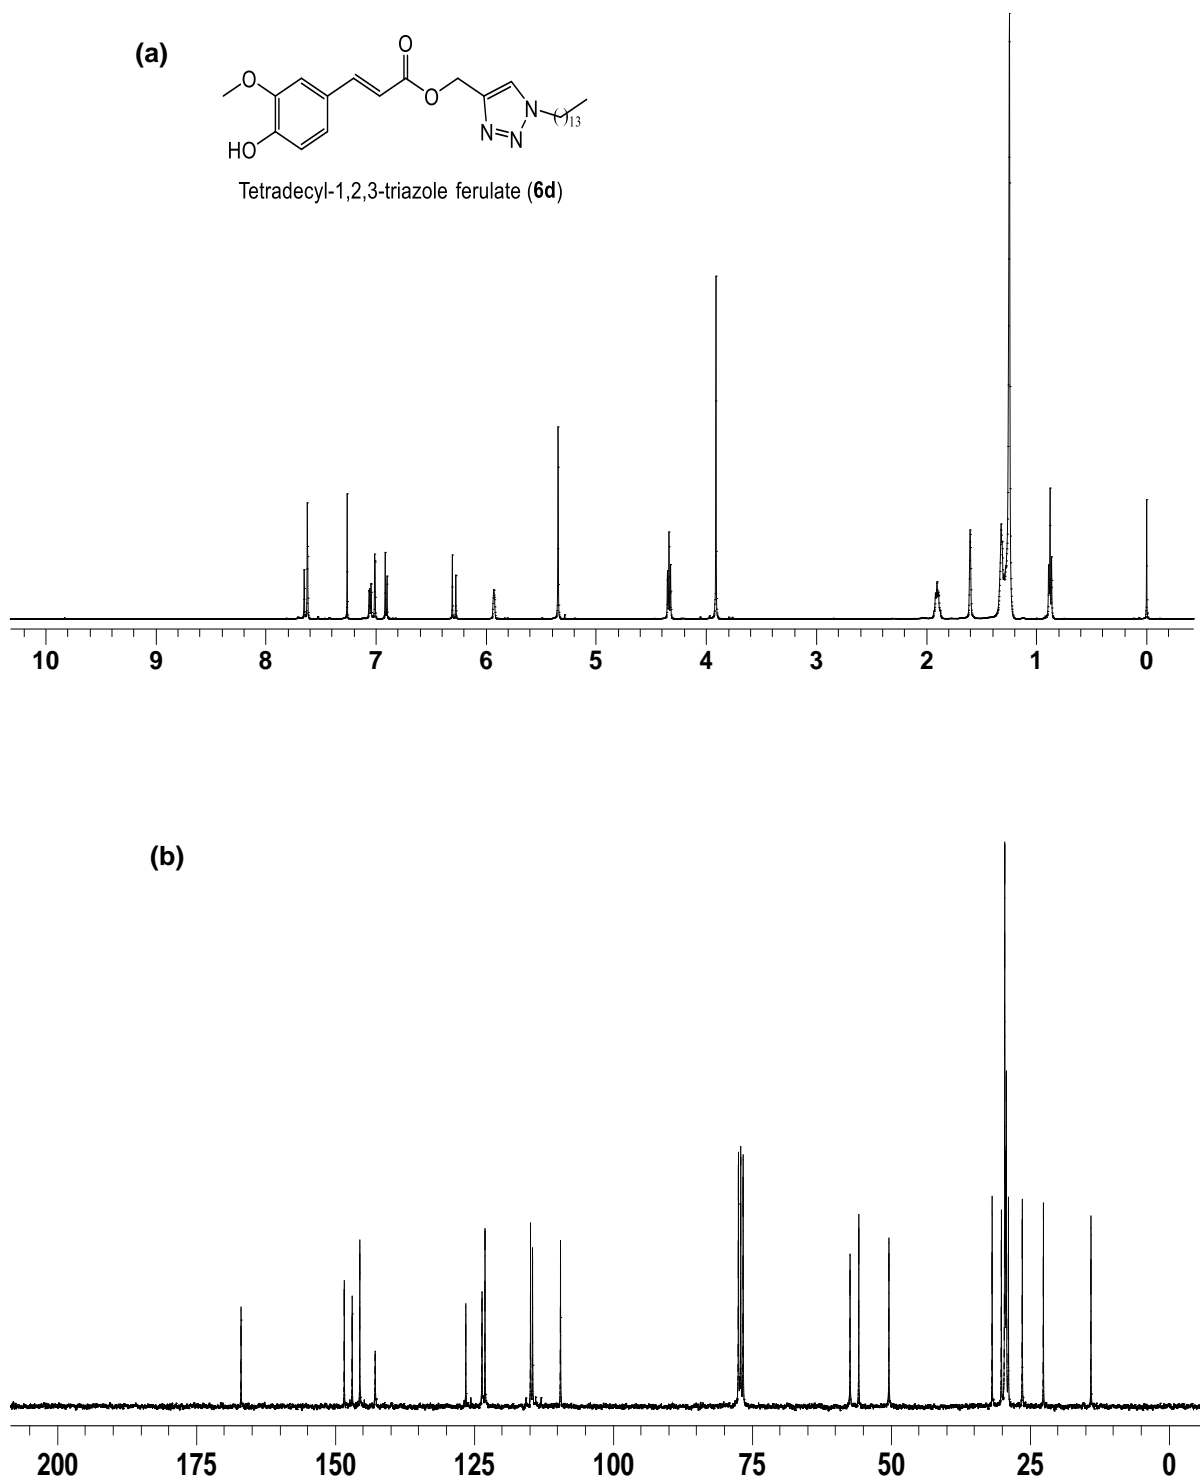 (a)
O
O
O
N
( )13
N
N
HO
Tetradecyl-1,2,3-triazole ferulate (6d)
10 9 8 7 6 5 4 3 2 1 0
(b)
200 175 150 125 100 75 50 25 0